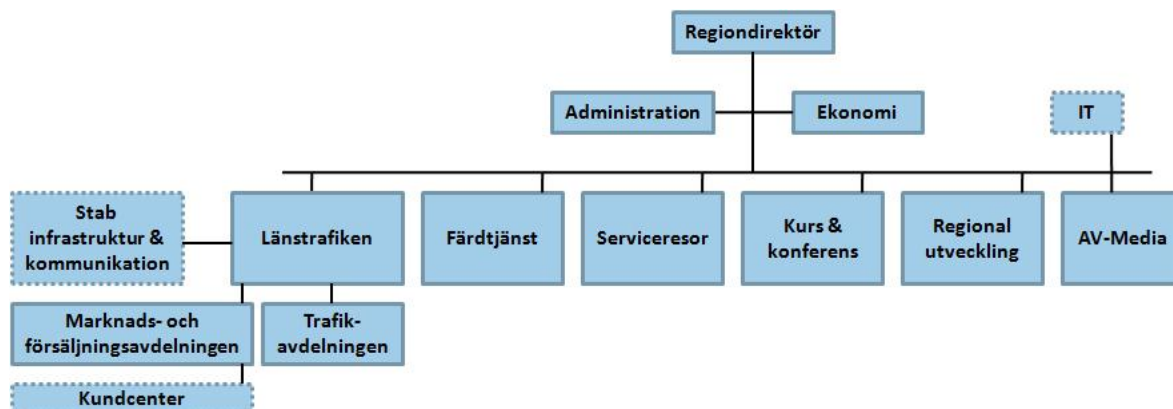 Regiondirektör
Administration
Ekonomi
IT
Stab
infrastruktur &
kommunikation
Länstrafiken
Färdtjänst
Serviceresor
Kurs &
konferens
Regional
utveckling
AV-Media
Marknads- och
försäljningsavdelningen
Trafik-
avdelningen
Kundcenter